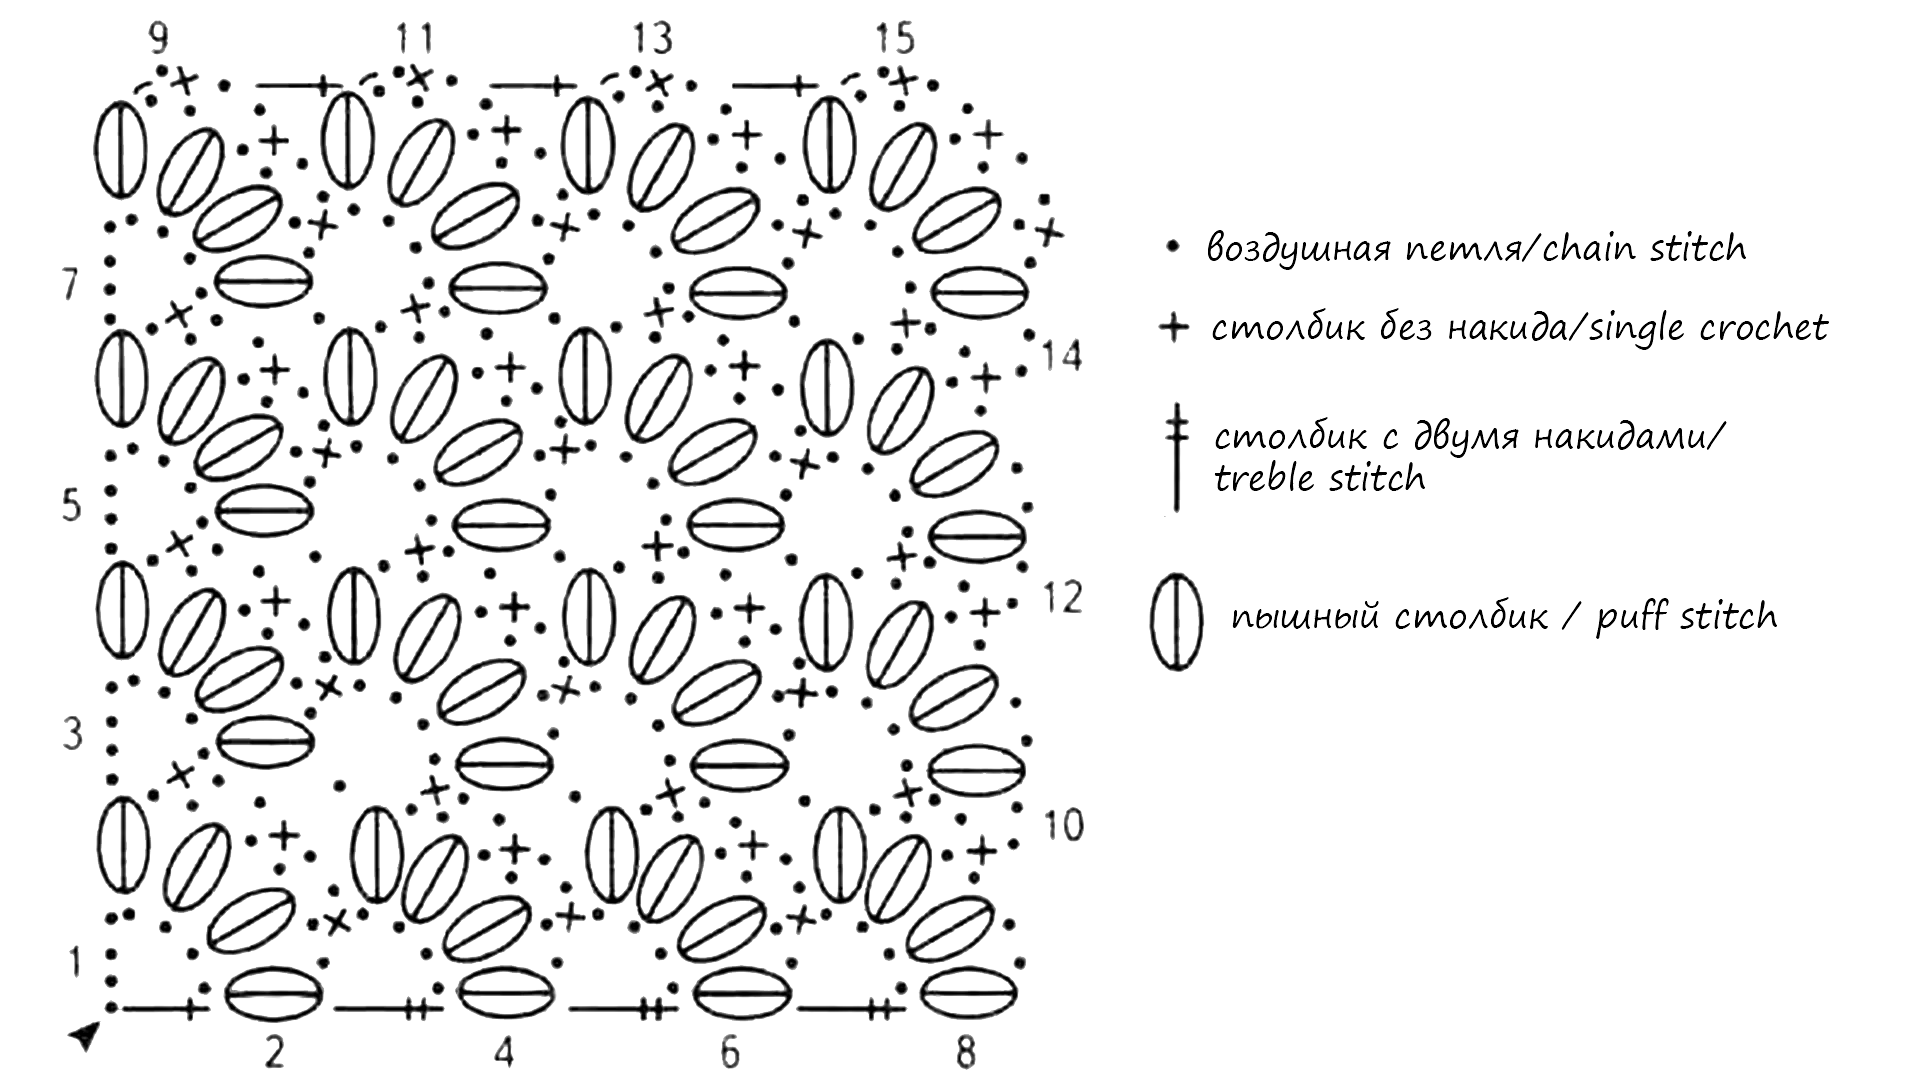 9 11 13 15
воздушная петля/chain stitch
7
столбик без накида/single crochet
14
столбик с двумя накидами/
treble stitch
5
12
пышный столбик / puff stitch
3
10
1
2 4 6 8